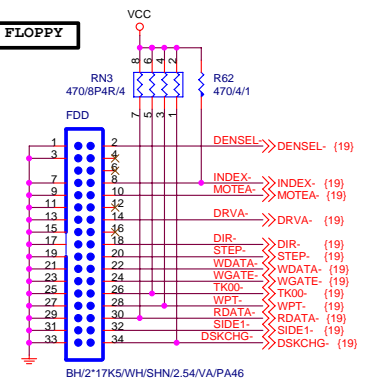 FLOPPY
VCC
8 6 4 2
RN3 R62
470/8P4R/4 470/4/1
7 5 3 1
FDD
1 2 DENSEL- DENSEL- {19}
3 4
6
7 8 INDEX- INDEX- {19}
9 10 MOTEA- MOTEA- {19}
11 12
13 14 DRVA- DRVA- {19}
15 16
17 18 DIR- DIR- {19}
19 20 STEP- STEP- {19}
21 22 WDATA- WDATA- {19}
23 24 WGATE- WGATE- {19}
25 26 TK00- TK00- {19}
27 28 WPT- WPT- {19}
29 30 RDATA- RDATA- {19}
31 32 SIDE1- SIDE1- {19}
33 34 DSKCHG- DSKCHG- {19}
BH/2*17K5/WH/SHN/2.54/VA/PA46